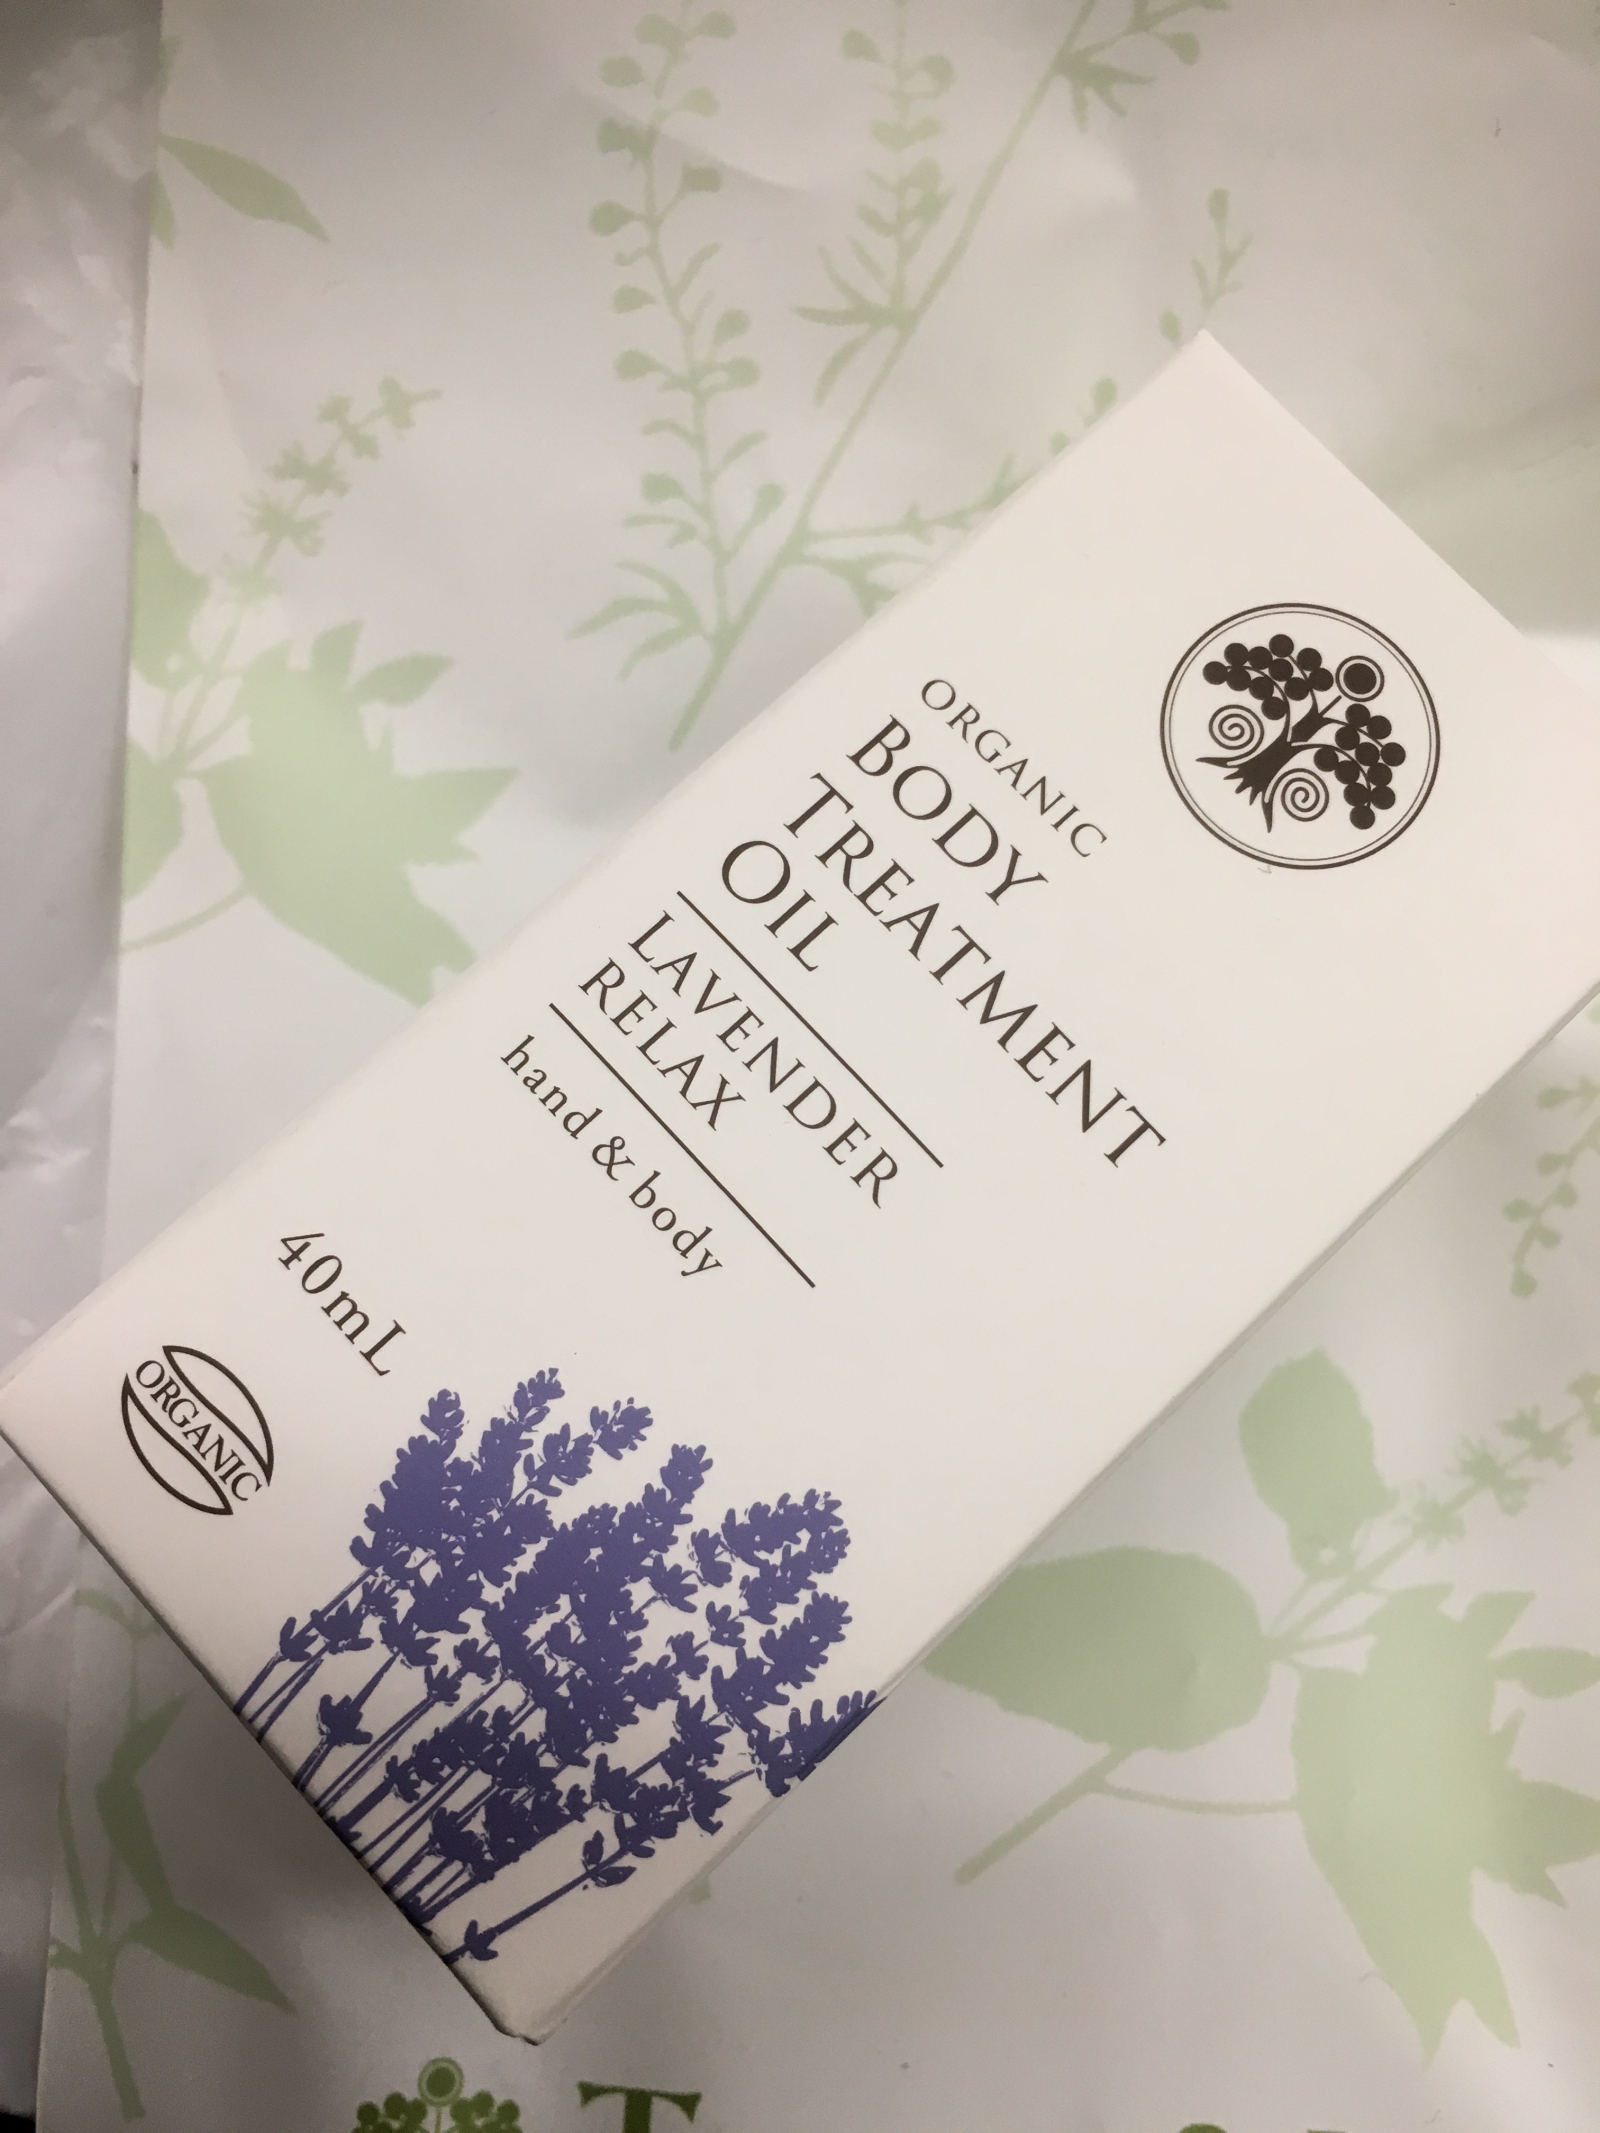 ORGANIC
BODY
TREATMENT
OIL
LAVENDER
RELAX
hand & body
40mL
ORGANIC
T